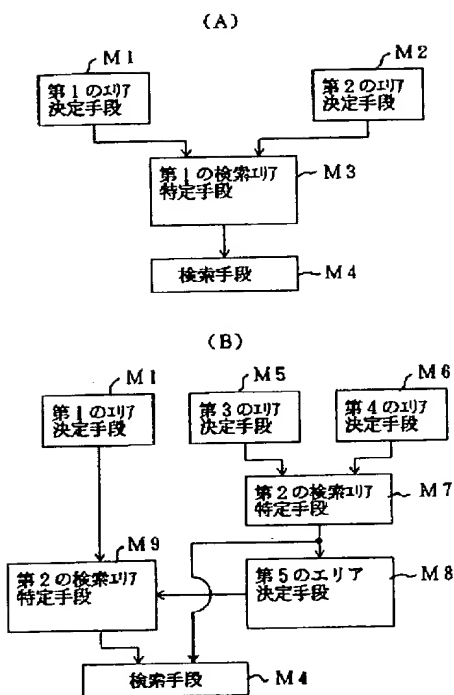 (A)
M1
M2
第1のエリア
決定手段
第2のエリア
決定手段
第1の検索エリア
特定手段
M3
検索手段
M4
(B)
M1
M5
M6
第1のエリア
決定手段
第3のエリア
決定手段
第4のエリア
決定手段
第2の検索エリア
特定手段
M7
M9
第2の検索エリア
特定手段
第5のエリア
決定手段
M8
検索手段
M4